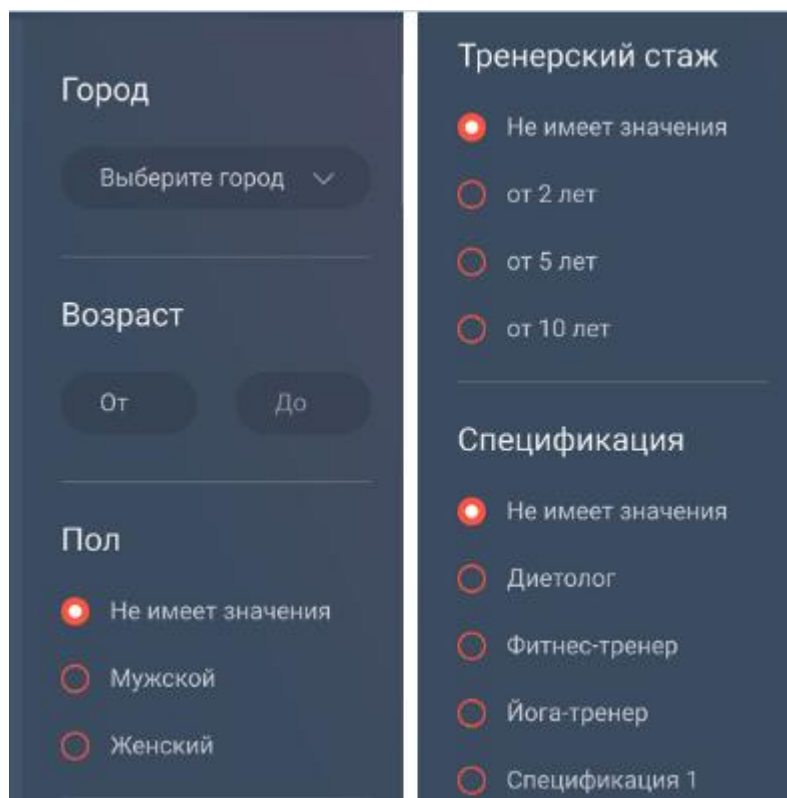 Город
Выберите город
Возраст
От
До
Пол
Не имеет значения
Мужской
Женский
Тренерский стаж
Не имеет значения
от 2 лет
от 5 лет
от 10 лет
Спецификация
Не имеет значения
Диетолог
Фитнес-тренер
Йога-тренер
Спецификация 1